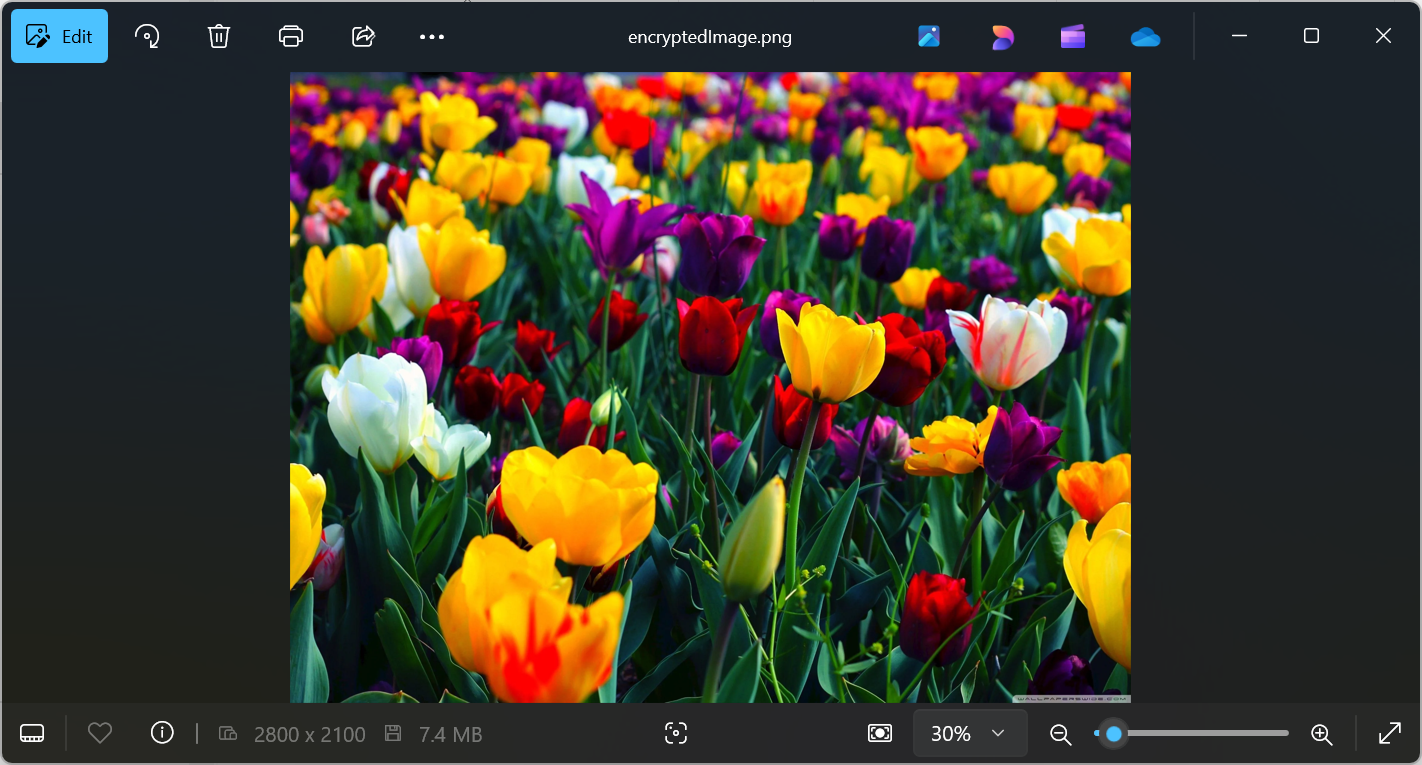 Edit
encryptedImage.png
2800 x 2100
7.4 MB
30%